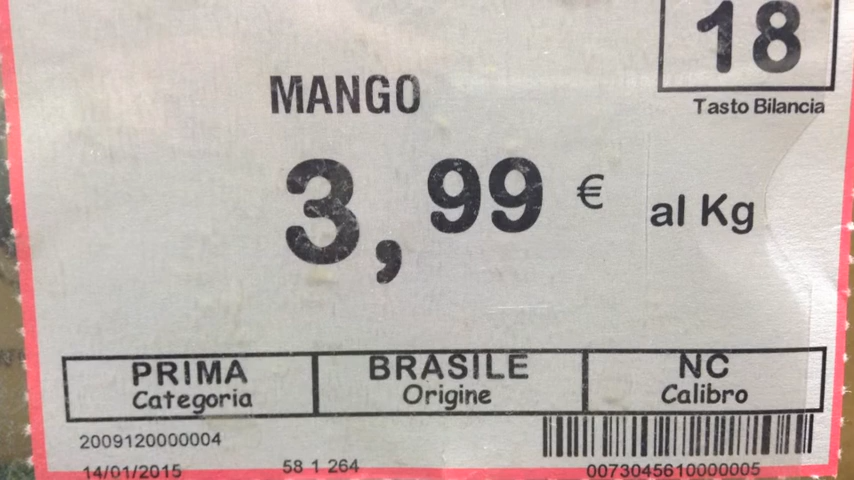 18
Tasto Bilancia
MANGO
3,99 € al Kg
PRIMA BRASILE NC
Categoria Origine Calibro
2009120000004
14/01/2015 58 1 264 0073045610000005